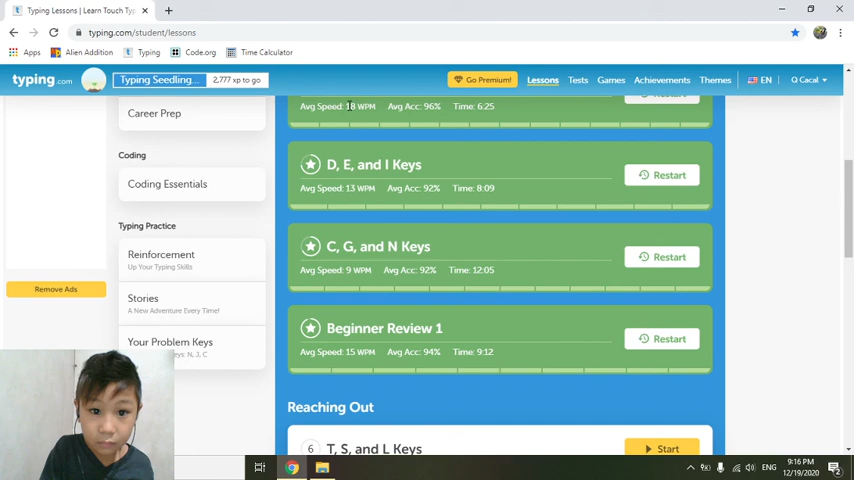 Typing Lessons | Learn Touch Typ
typing.com/student/lessons
Apps
Alien Addition
Typing
Code.org
Time Calculator
typing.com
Typing Seedling...
2,777 xp to go
Go Premium!
Lessons
Tests
Games
Achievements
Themes
EN
Q Cacal
Career Prep
Coding
Coding Essentials
Typing Practice
Reinforcement
Up Your Typing Skills
Stories
A New Adventure Every Time!
Your Problem Keys
N, J, C
Remove Ads
Avg Speed: 18 WPM Avg Acc: 96% Time: 6:25
D, E, and I Keys
Avg Speed: 13 WPM Avg Acc: 92% Time: 8:09
Restart
C, G, and N Keys
Avg Speed: 9 WPM Avg Acc: 92% Time: 12:05
Restart
Beginner Review 1
Avg Speed: 15 WPM Avg Acc: 94% Time: 9:12
Restart
Reaching Out
6 T, S, and L Keys
Start
ENG
9:16 PM
12/19/2020
2